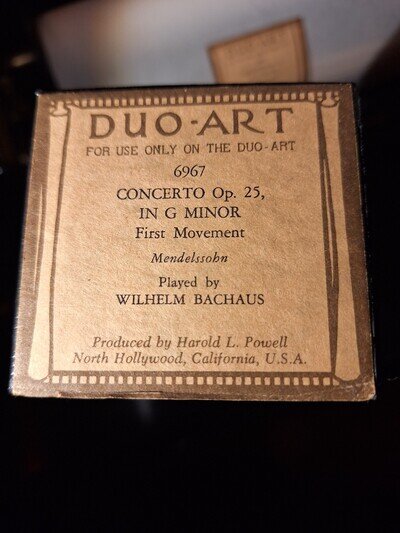 DUO-ART
FOR USE ONLY ON THE DUO-ART
6967
CONCERTO Op. 25,
IN G MINOR
First Movement
Mendelssohn
Played by
WILHELM BACHAUS
Produced by Harold L. Powell
North Hollywood, California, U.S.A.